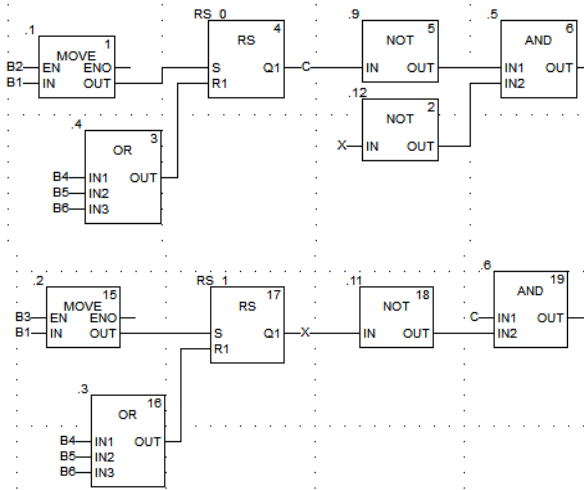 RS_0
.1 1 4 .9 5 .5 6
MOVE RS NOT AND
B2 EN ENO
B1 IN OUT S Q1 C IN OUT IN1 OUT
R1 IN2
.12 2
NOT
.4 3
OR X IN OUT
B4 IN1 OUT
B5 IN2
B6 IN3
RS_1 .6
.2 15 17 .11 18 19
MOVE RS NOT AND
B3 EN ENO C IN1 OUT
B1 IN OUT S Q1 X IN OUT IN2
R1
.3 16
OR
B4 IN1 OUT
B5 IN2
B6 IN3